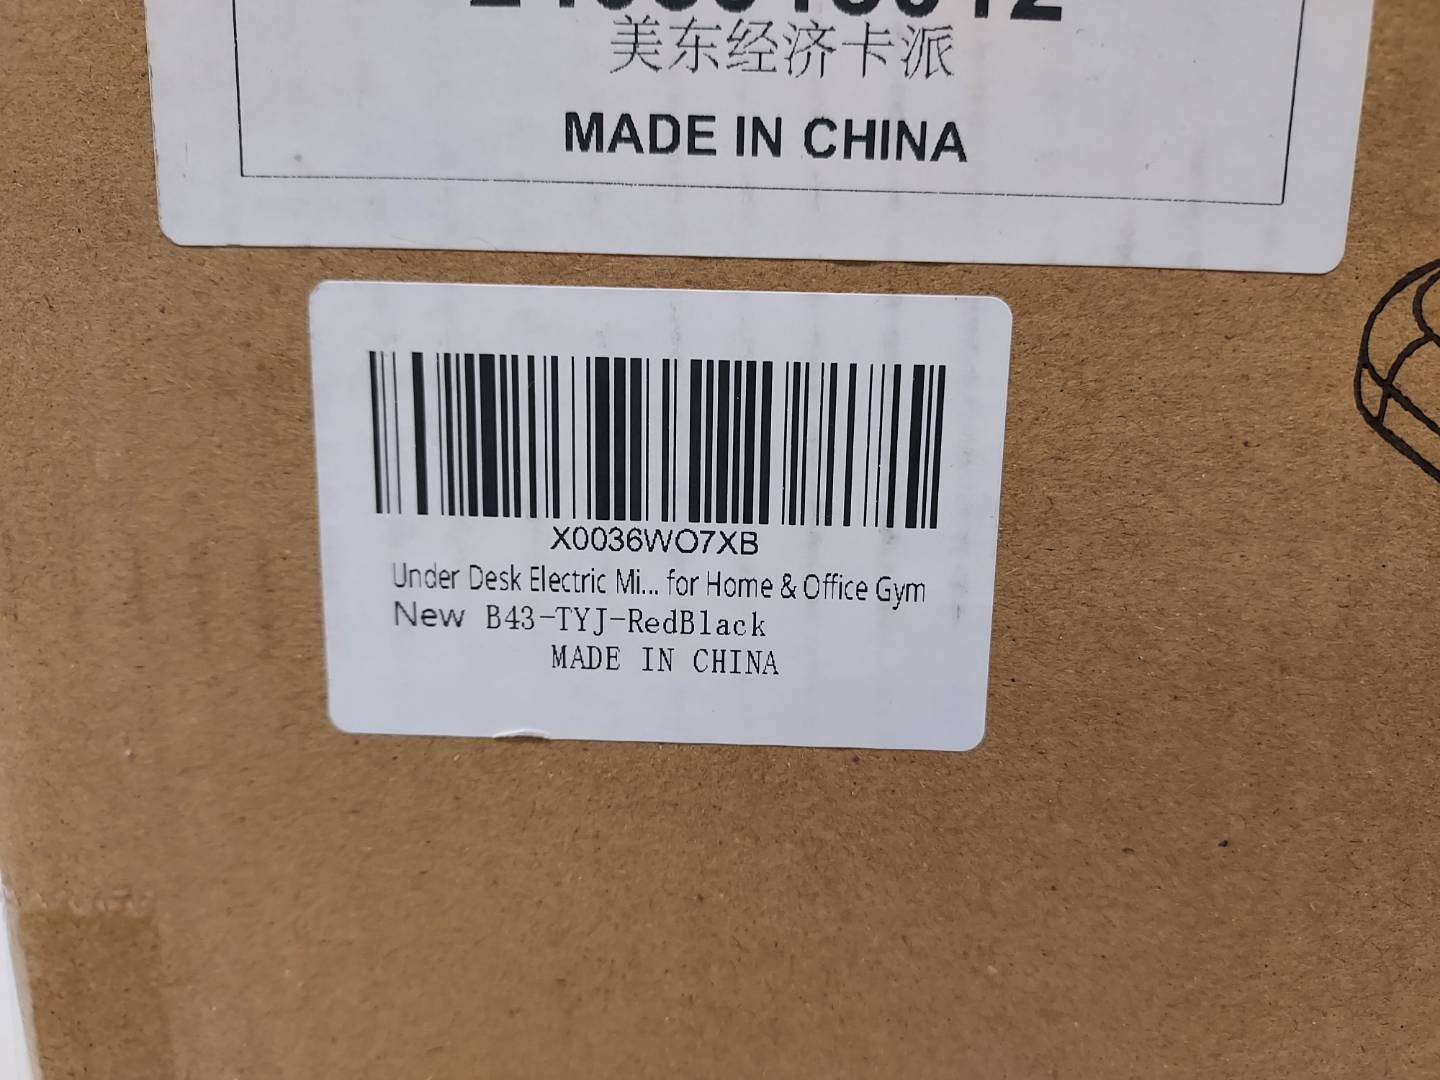 美东经济卡派
MADE IN CHINA
X0036WO7XB
Under Desk Electric Mi... for Home & Office Gym
New B43-TYJ-RedBlack
MADE IN CHINA